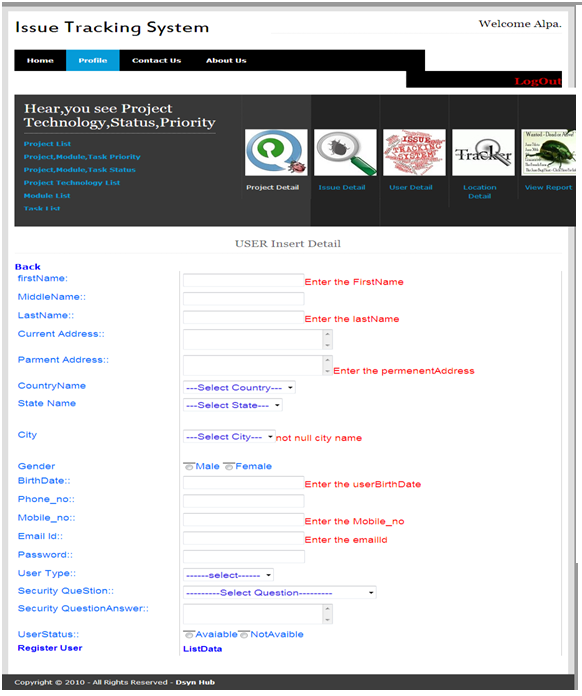 Issue Tracking System
Welcome Alpa.
Home Profile Contact Us About Us
LogOut
Hear,you see Project
Technology,Status,Priority
Project List
Project,Module,Task Priority
Project,Module,Task Status
Project Technology List
Module List
Task List
ISSUE
TRACKING
SYSTEM
Tracker
Wanted - Dead or Alive!
Project Detail
Issue Detail
User Detail
Location
Detail
View Report
USER Insert Detail
Back
firstName: Enter the FirstName
MiddleName::
LastName:: Enter the lastName
Current Address::
Parment Address:: Enter the permenentAddress
CountryName ---Select Country---
State Name ---Select State---
City ---Select City--- not null city name
Gender Male Female
BirthDate:: Enter the userBirthDate
Phone_no::
Mobile_no:: Enter the Mobile_no
Email Id:: Enter the emailId
Password::
User Type:: ------select------
Security QueStion:: ---------Select Question---------
Security QuestionAnswer::
UserStatus:: Avaiable NotAvaible
Register User ListData
Copyright © 2010 - All Rights Reserved - Dsyn Hub